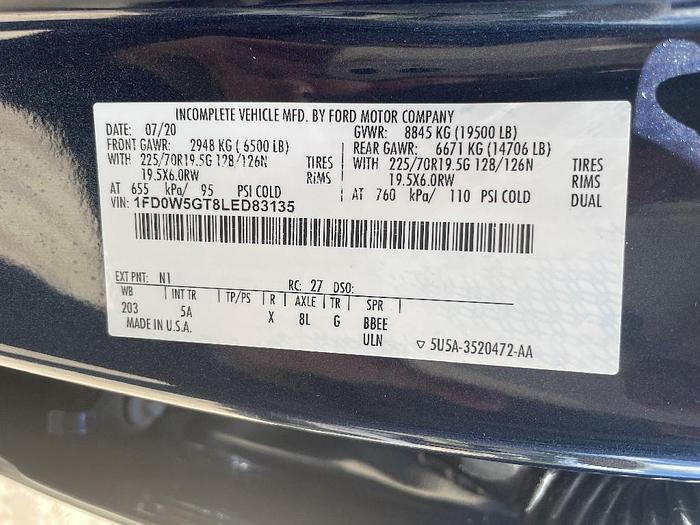 INCOMPLETE VEHICLE MFD. BY FORD MOTOR COMPANY
DATE: 07/20 GVWR: 8845 KG (19500 LB)
FRONT GAWR: 2948 KG ( 6500 LB) REAR GAWR: 6671 KG (14706 LB)
WITH 225/70R19.5G 128/126N TIRES WITH 225/70R19.5G 128/126N TIRES
19.5X6.0RW RIMS 19.5X6.0RW RIMS
AT 655 kPa/ 95 PSI COLD AT 760 kPa/ 110 PSI COLD DUAL
VIN: 1FD0W5GT8LED83135
EXT PNT: N1 RC: 27 DSO:
WB INT TR TP/PS R AXLE TR SPR
203 5A X 8L G BBEE
MADE IN U.S.A. ULN ▽ 5U5A-3520472-AA